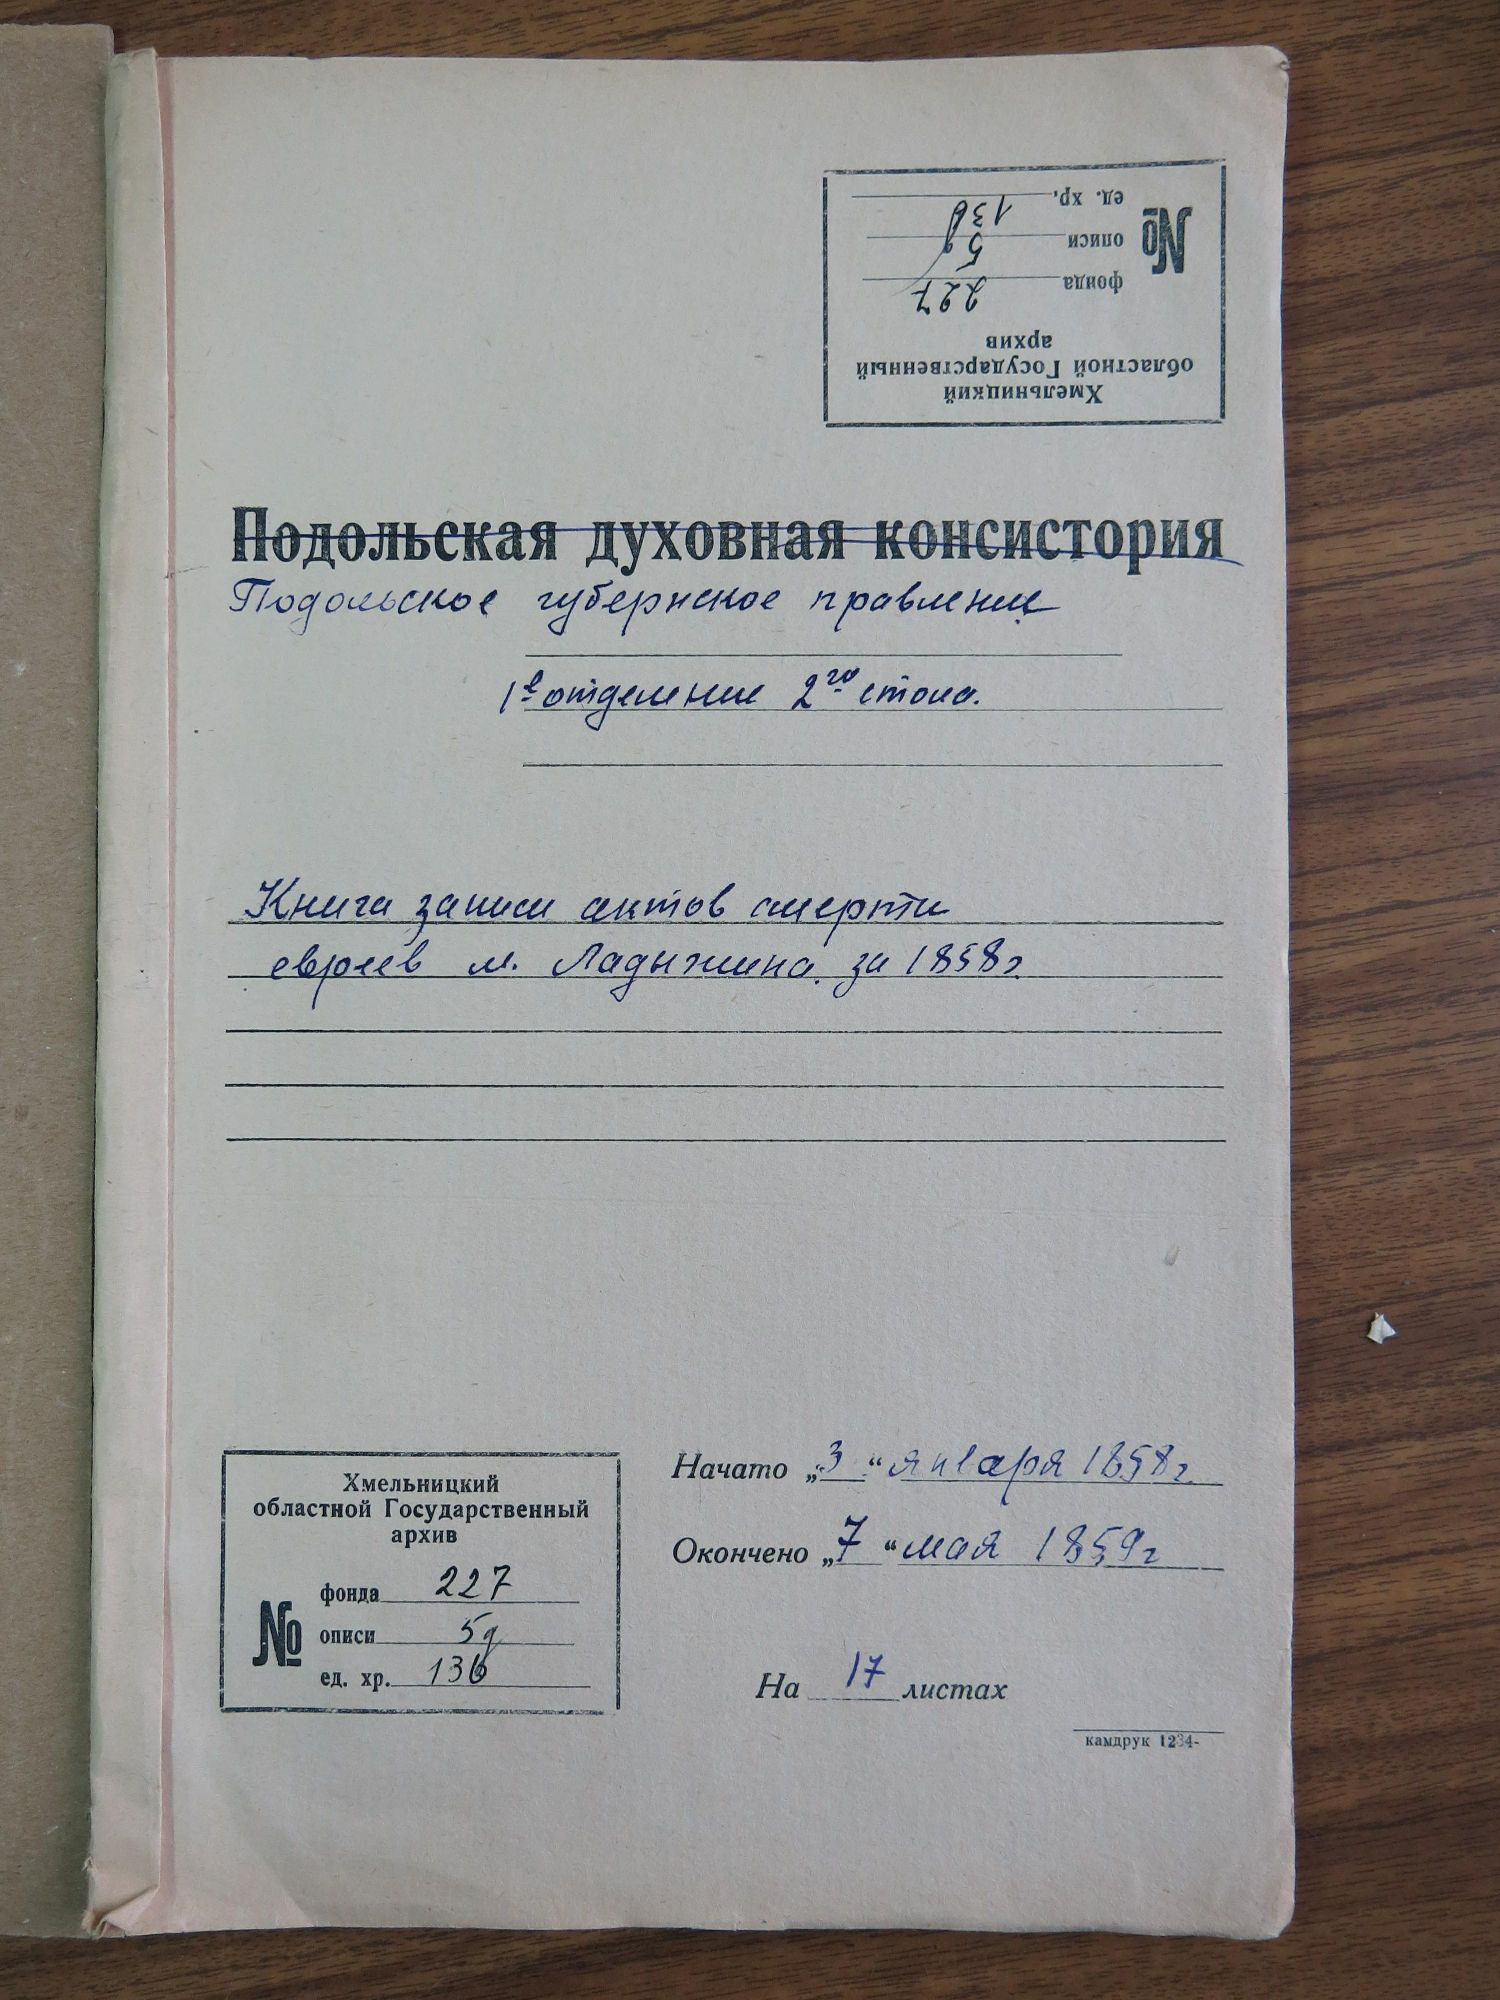 Хмельницкий
областной Государственный
архив
№
фонда 227
описи 5д
ед. хр. 136
Подольская духовная консистория
Подольское губернское правление
1е отделение 2го стола.
Книга записи актов смерти
евреев м. Ладыжина за 1858г.
Начато „3“ января 1858г.
Окончено „7“ мая 1859г
На 17 листах
Хмельницкий
областной Государственный
архив
№
фонда 227
описи 5д
ед. хр. 136
камдрук 1234-